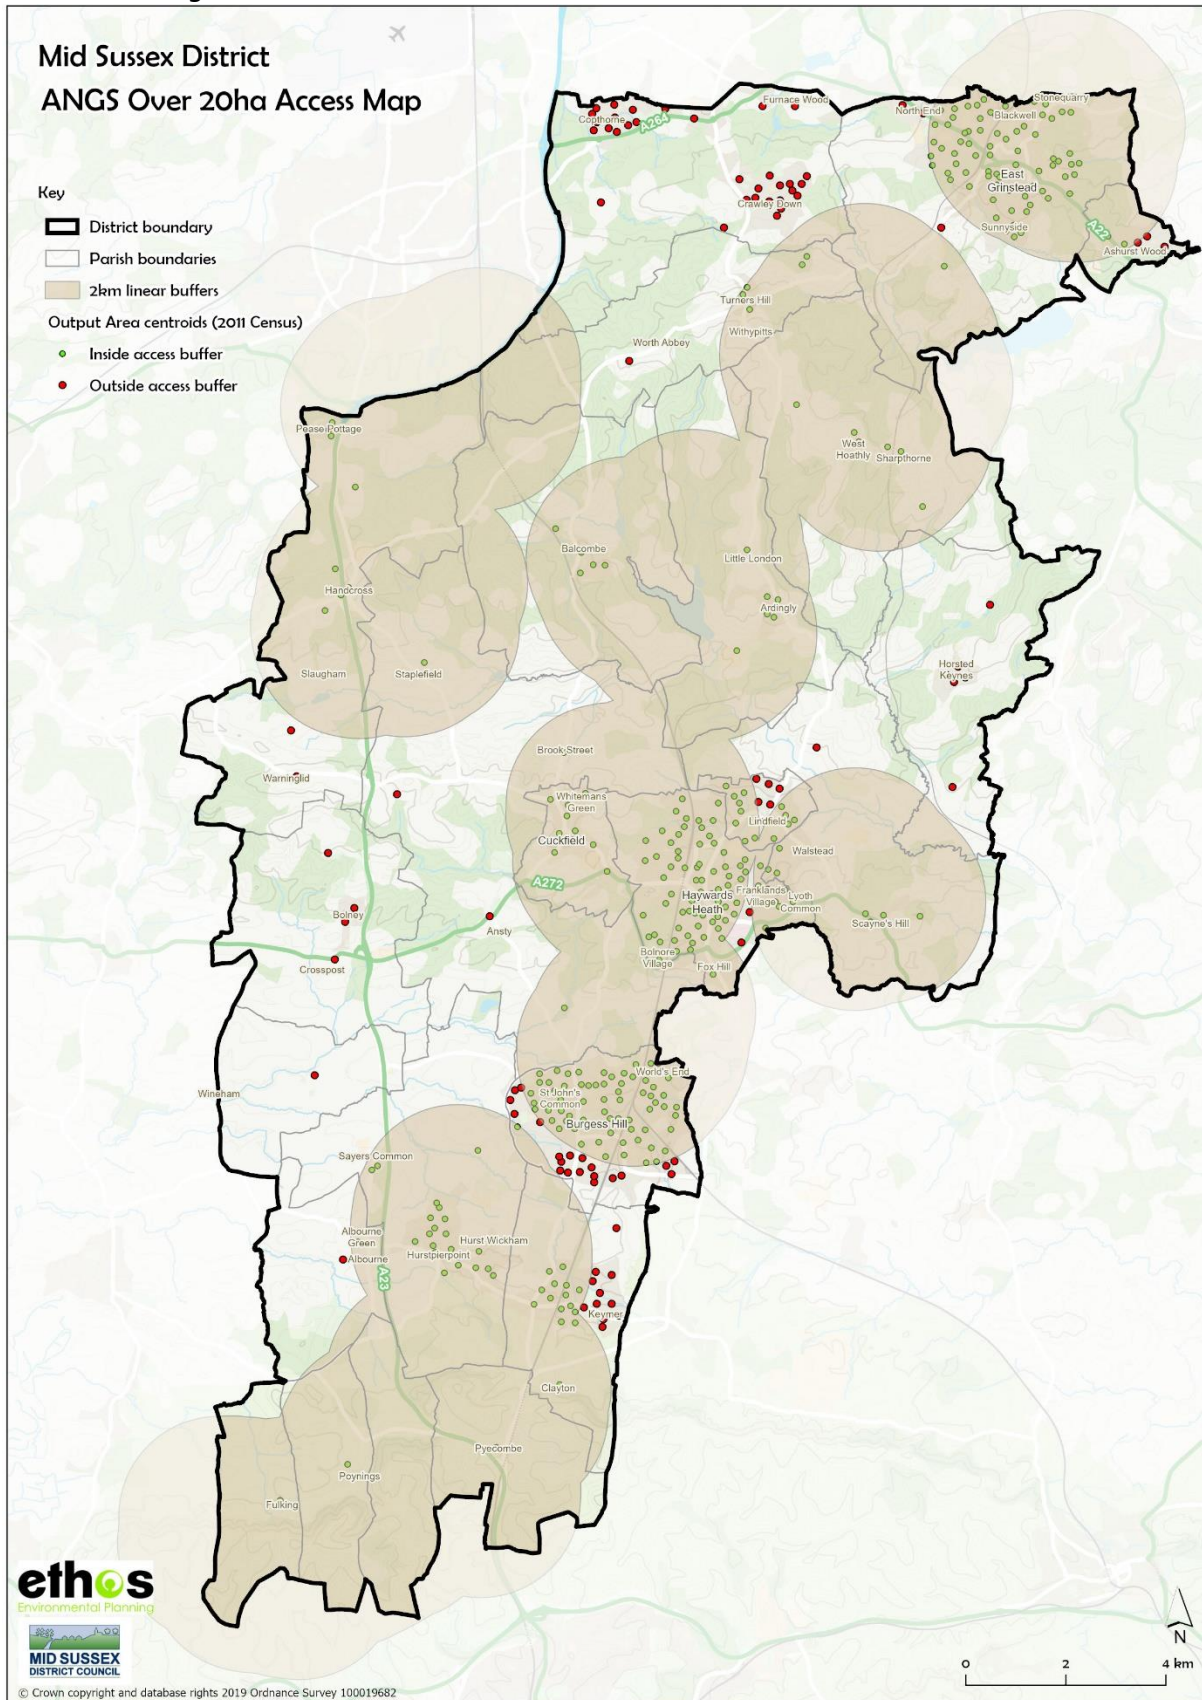 Mid Sussex District
ANGS Over 20ha Access Map
Key
District boundary
Parish boundaries
2km linear buffers
Output Area centroids (2011 Census)
Inside access buffer
Outside access buffer
Furnace Wood
Stonequarry
North End
Blackwell
Copthorne
A264
East
Grinstead
Crawley Down
Sunnyside
A22
Ashurst Wood
Turners Hill
Withypitts
Worth Abbey
Pease Pottage
West
Hoathly
Sharpthorne
Balcombe
Little London
Handcross
Ardingly
Slaugham
Staplefield
Horsted
Keynes
Brook Street
Warninglid
Whitemans
Green
Lindfield
Cuckfield
Walstead
A272
Haywards
Heath
Franklands
Village
Lyoth
Common
Bolney
Ansty
Scayne's Hill
Bolnore
Village
Crosspost
Fox Hill
World's End
Wineham
St John's
Common
Burgess Hill
Sayers Common
Albourne
Green
Hurst Wickham
Hurstpierpoint
Albourne
A23
Keymer
Clayton
Pyecombe
Poynings
Fulking
ethos
Environmental Planning
MID SUSSEX
DISTRICT COUNCIL
N
0 2 4 km
© Crown copyright and database rights 2019 Ordnance Survey 100019682